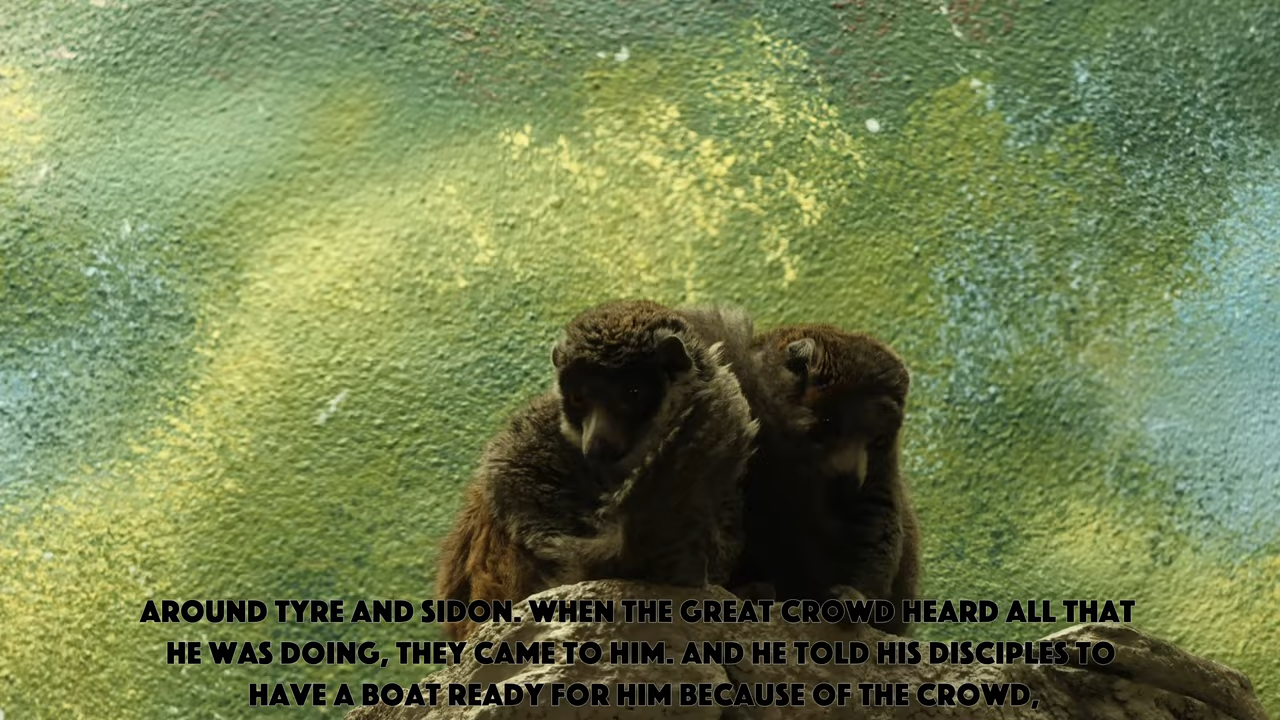 AROUND TYRE AND SIDON. WHEN THE GREAT CROWD HEARD ALL THAT
HE WAS DOING, THEY CAME TO HIM. AND HE TOLD HIS DISCIPLES TO
HAVE A BOAT READY FOR HIM BECAUSE OF THE CROWD,